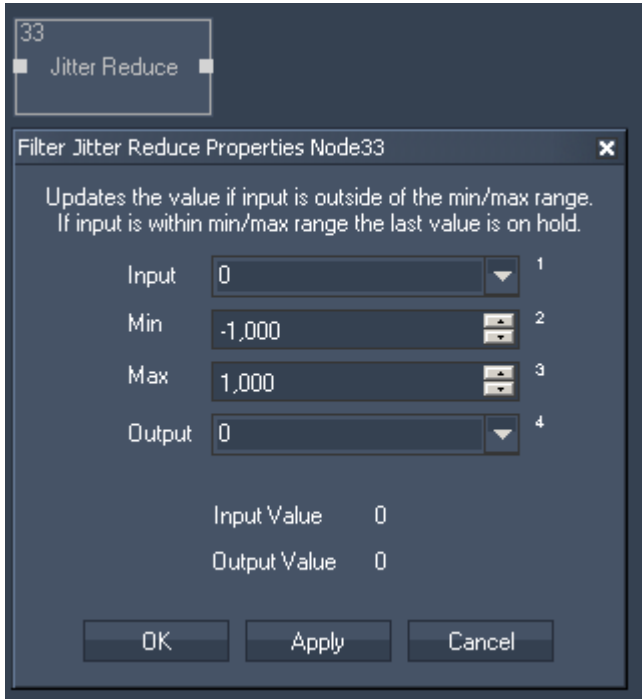 33
Jitter Reduce
Filter Jitter Reduce Properties Node33
Updates the value if input is outside of the min/max range.
If input is within min/max range the last value is on hold.
Input 0 1
Min -1,000 2
Max 1,000 3
Output 0 4
Input Value 0
Output Value 0
OK Apply Cancel